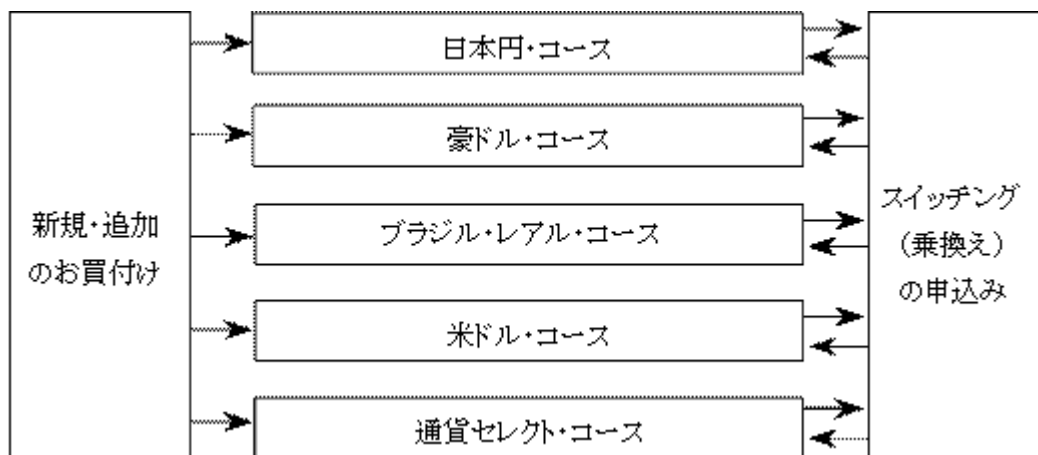 新規・追加
のお買付け
日本円・コース
豪ドル・コース
ブラジル・レアル・コース
米ドル・コース
通貨セレクト・コース
スイッチング
(乗換え)
の申込み